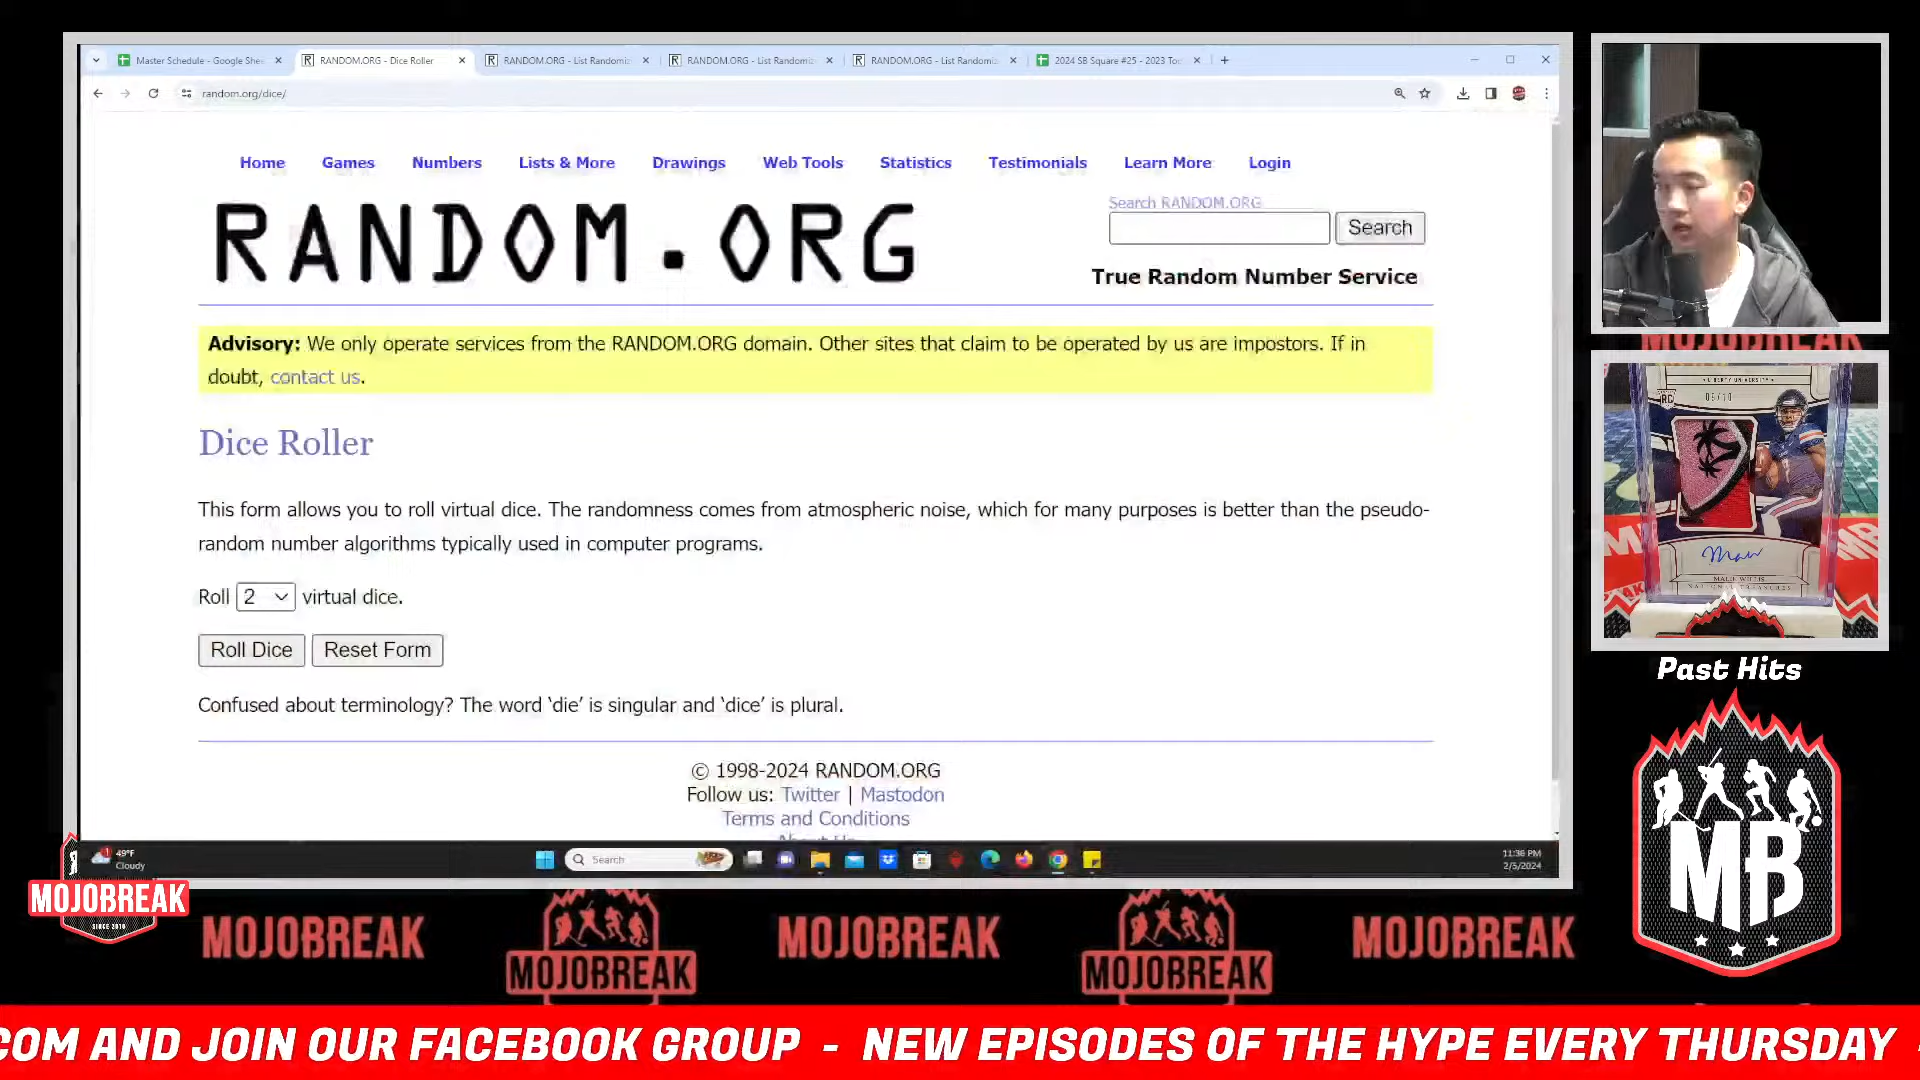 Master Schedule - Google She
RANDOM.ORG - Dice Roller
RANDOM.ORG - List Randomiz
RANDOM.ORG - List Randomiz
RANDOM.ORG - List Randomiz
2024 SB Square #25 - 2023 To
random.org/dice/
Home Games Numbers Lists & More Drawings Web Tools Statistics Testimonials Learn More Login
RANDOM.ORG
Search RANDOM.ORG
Search
True Random Number Service
Advisory: We only operate services from the RANDOM.ORG domain. Other sites that claim to be operated by us are impostors. If in
doubt, contact us.
Dice Roller
This form allows you to roll virtual dice. The randomness comes from atmospheric noise, which for many purposes is better than the pseudo-
random number algorithms typically used in computer programs.
Roll 2 virtual dice.
Roll Dice Reset Form
Confused about terminology? The word ‘die’ is singular and ‘dice’ is plural.
© 1998-2024 RANDOM.ORG
Follow us: Twitter | Mastodon
Terms and Conditions
About Us
1
49°F
Cloudy
Search
11:36 PM
2/5/2024
LIBERTY UNIVERSITY
RC
MALIK WILLIS
NATIONAL TREASURES
Past Hits
MB
MOJOBREAK
SINCE 2010
MOJOBREAK
MOJOBREAK
MOJOBREAK
MOJOBREAK
MOJOBREAK
COM AND JOIN OUR FACEBOOK GROUP - NEW EPISODES OF THE HYPE EVERY THURSDAY